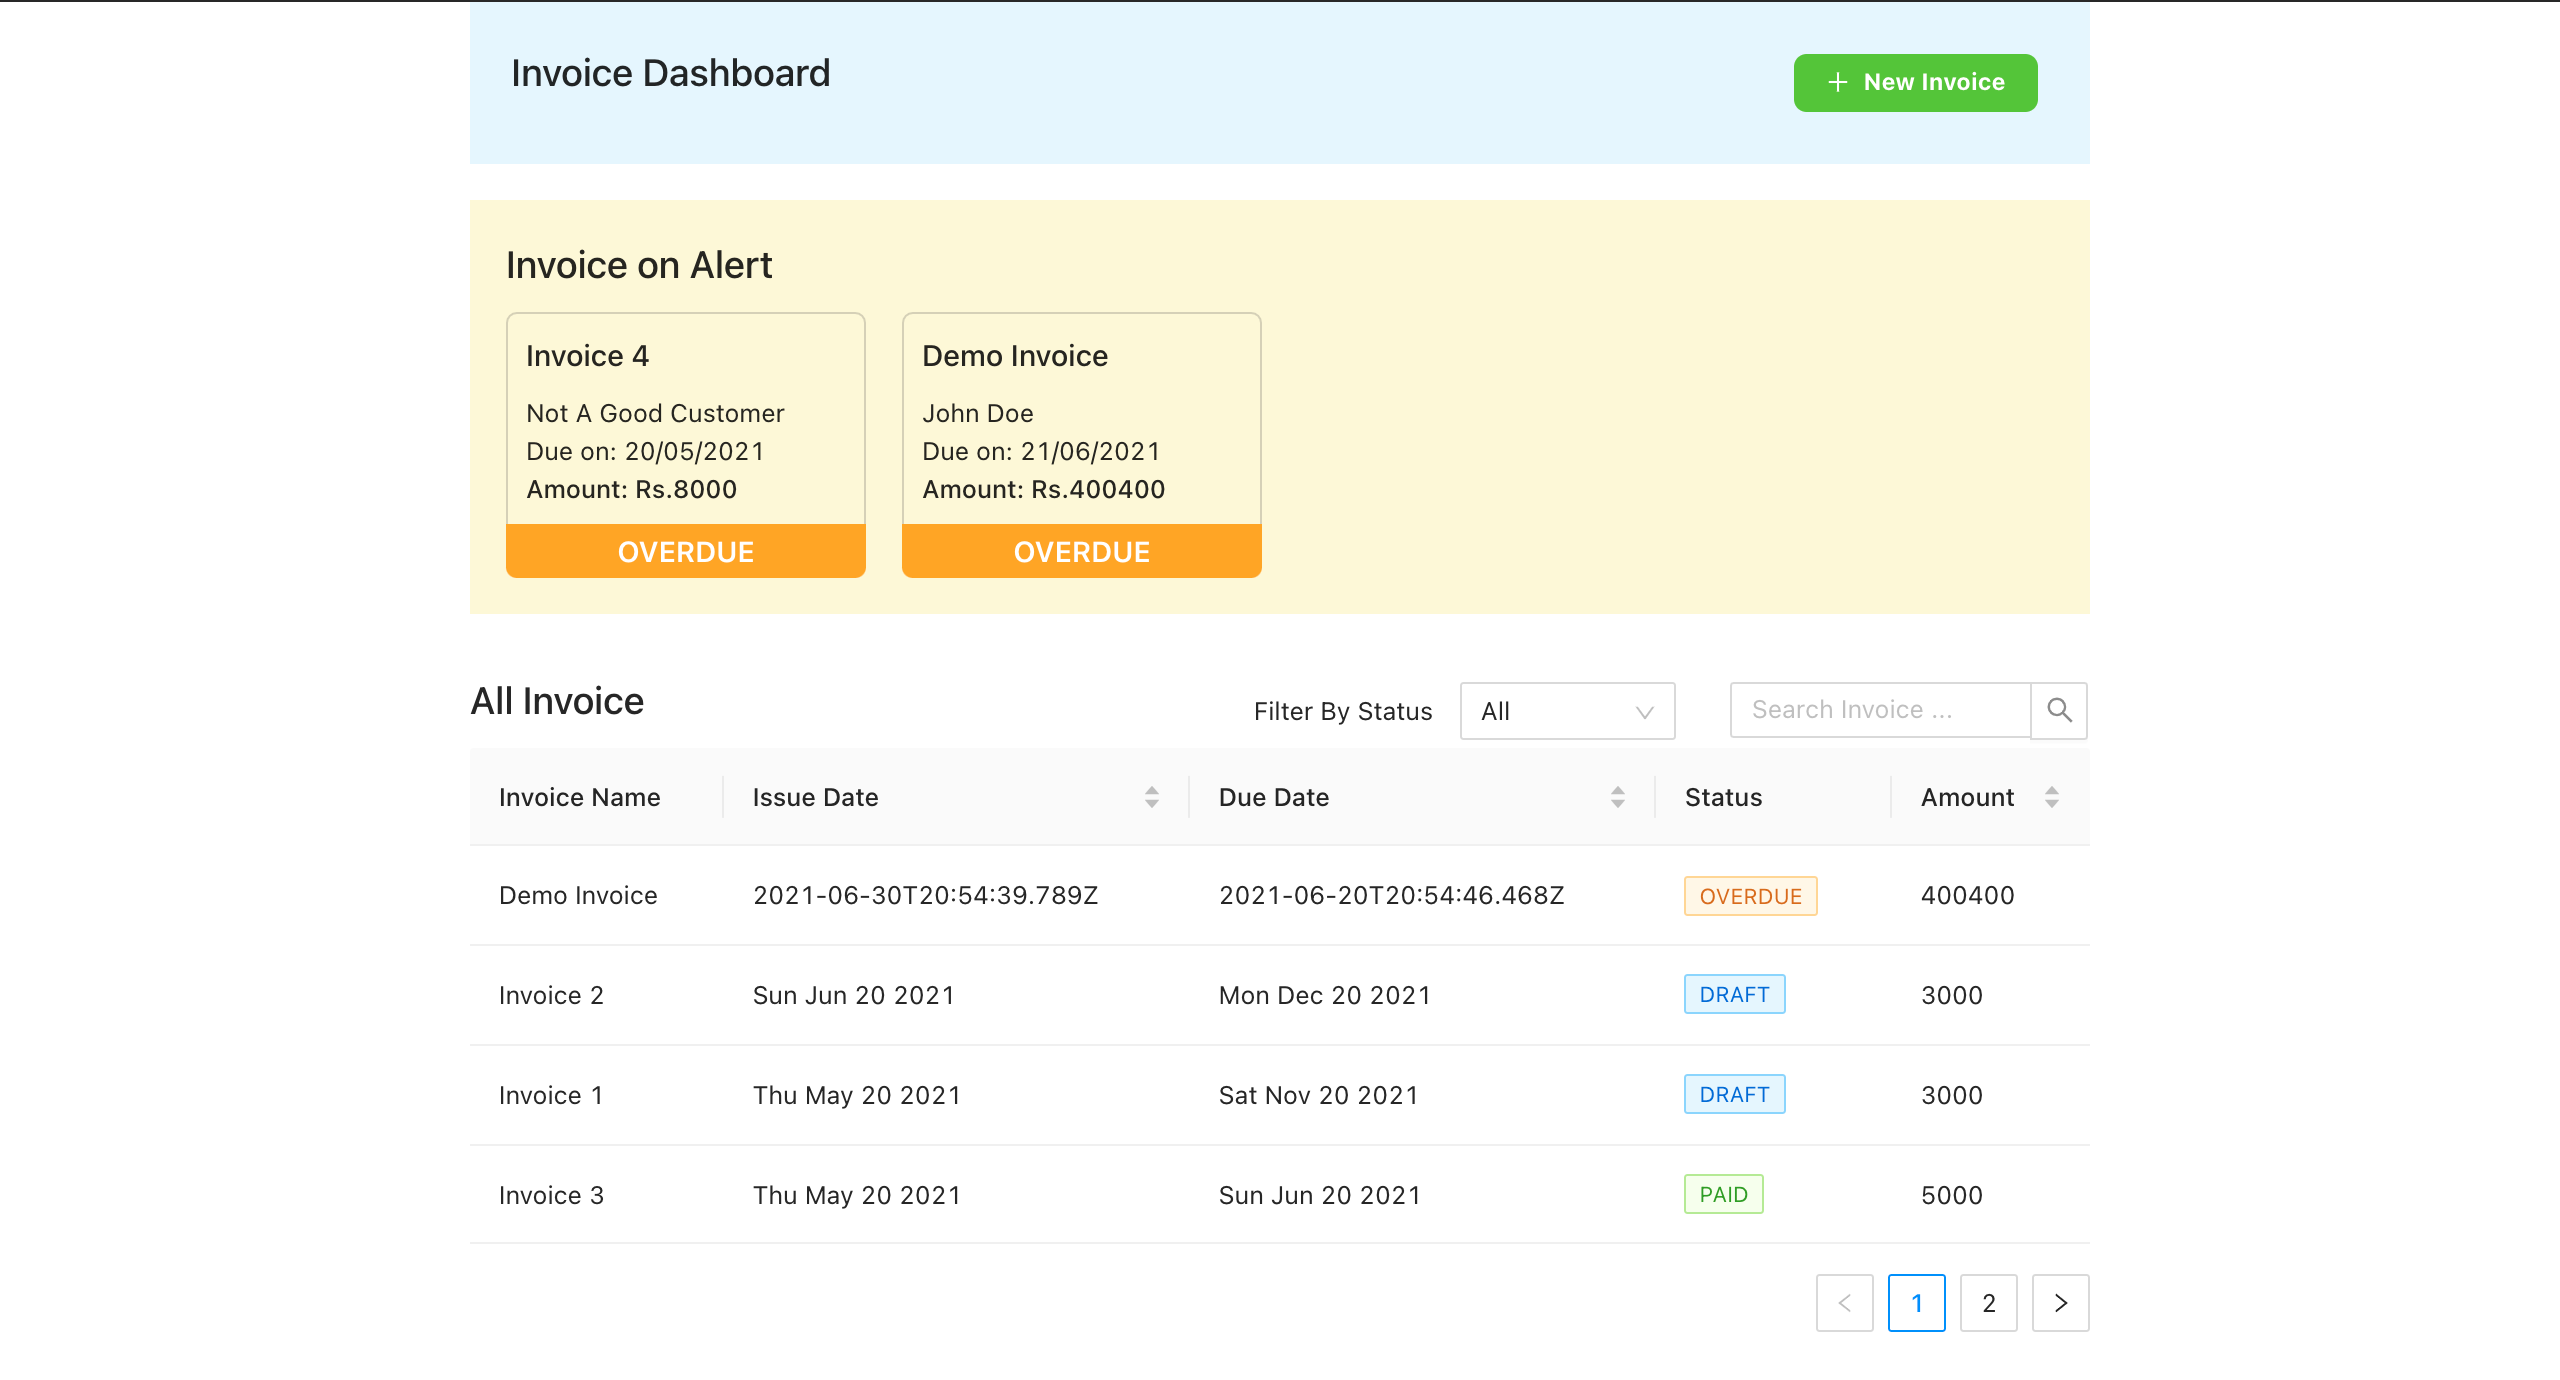 Invoice Dashboard
New Invoice
Invoice on Alert
Invoice 4
Not A Good Customer
Due on: 20/05/2021
Amount: Rs.8000
OVERDUE
Demo Invoice
John Doe
Due on: 21/06/2021
Amount: Rs.400400
OVERDUE
All Invoice
Filter By Status All Search Invoice ...
Invoice Name Issue Date Due Date Status Amount
Demo Invoice 2021-06-30T20:54:39.789Z 2021-06-20T20:54:46.468Z OVERDUE 400400
Invoice 2 Sun Jun 20 2021 Mon Dec 20 2021 DRAFT 3000
Invoice 1 Thu May 20 2021 Sat Nov 20 2021 DRAFT 3000
Invoice 3 Thu May 20 2021 Sun Jun 20 2021 PAID 5000
1 2